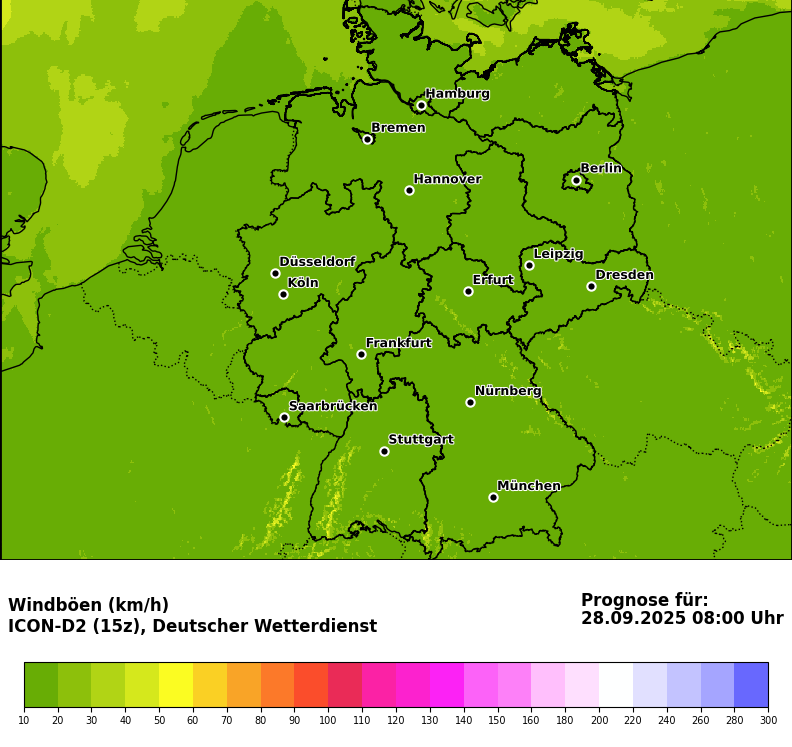 Hamburg
Bremen
Berlin
Hannover
Leipzig
Düsseldorf
Dresden
Köln
Erfurt
Frankfurt
Nürnberg
Saarbrücken
Stuttgart
München
Windböen (km/h)
ICON-D2 (15z), Deutscher Wetterdienst
Prognose für:
28.09.2025 08:00 Uhr
10 20 30 40 50 60 70 80 90 100 110 120 130 140 150 160 180 200 220 240 260 280 300